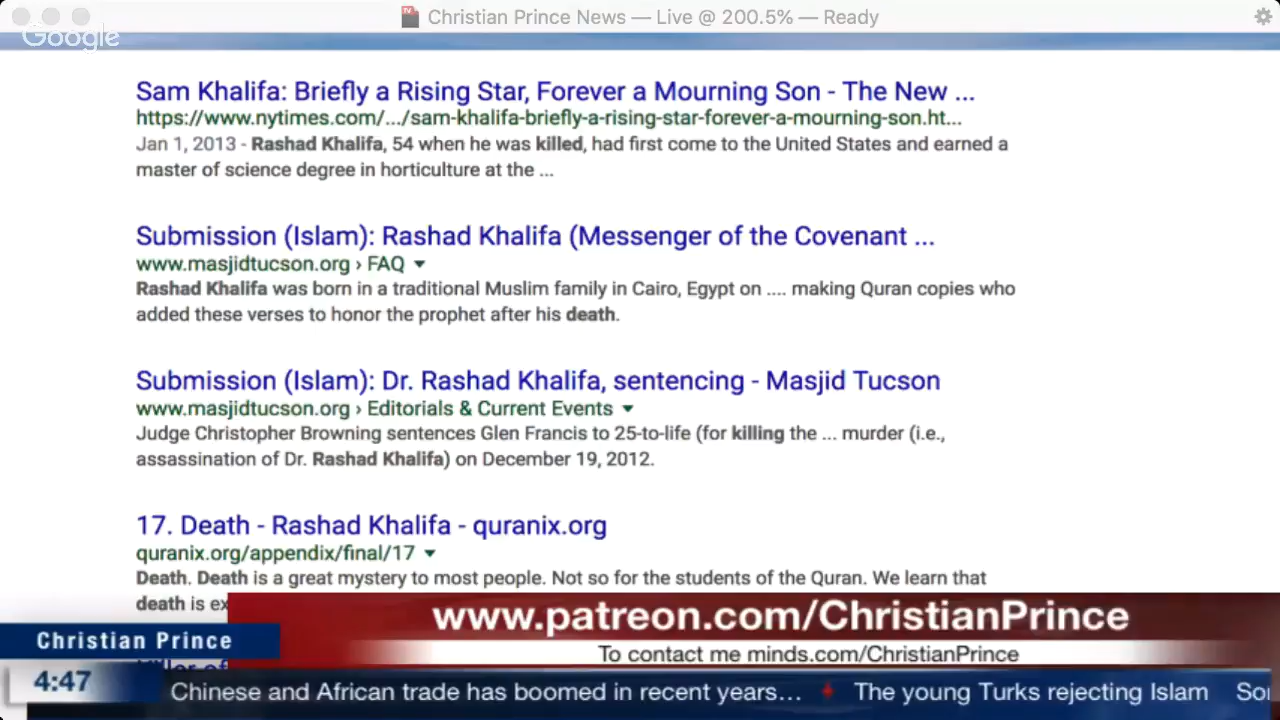 Christian Prince News — Live @ 200.5% — Ready
Google
Sam Khalifa: Briefly a Rising Star, Forever a Mourning Son - The New ...
https://www.nytimes.com/.../sam-khalifa-briefly-a-rising-star-forever-a-mourning-son.ht...
Jan 1, 2013 - Rashad Khalifa, 54 when he was killed, had first come to the United States and earned a
master of science degree in horticulture at the ...
Submission (Islam): Rashad Khalifa (Messenger of the Covenant ...
www.masjidtucson.org › FAQ
Rashad Khalifa was born in a traditional Muslim family in Cairo, Egypt on .... making Quran copies who
added these verses to honor the prophet after his death.
Submission (Islam): Dr. Rashad Khalifa, sentencing - Masjid Tucson
www.masjidtucson.org › Editorials & Current Events
Judge Christopher Browning sentences Glen Francis to 25-to-life (for killing the ... murder (i.e.,
assassination of Dr. Rashad Khalifa) on December 19, 2012.
17. Death - Rashad Khalifa - quranix.org
quranix.org/appendix/final/17
Death. Death is a great mystery to most people. Not so for the students of the Quran. We learn that
death is ex
www.patreon.com/ChristianPrince
Christian Prince
To contact me minds.com/ChristianPrince
4:47
Chinese and African trade has boomed in recent years... The young Turks rejecting Islam